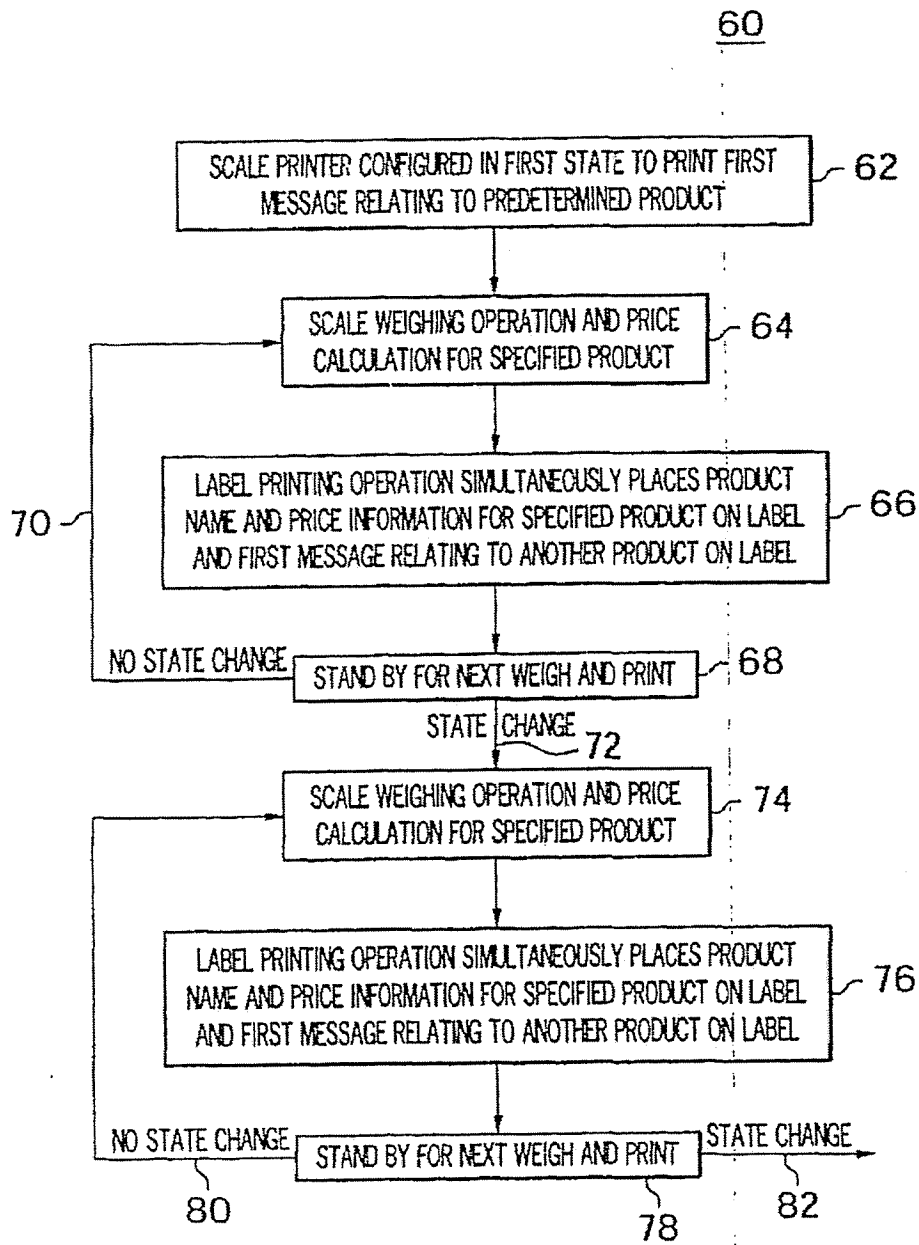 60
SCALE PRINTER CONFIGURED IN FIRST STATE TO PRINT FIRST
MESSAGE RELATING TO PREDETERMINED PRODUCT
62
SCALE WEIGHING OPERATION AND PRICE
CALCULATION FOR SPECIFIED PRODUCT
64
LABEL PRINTING OPERATION SIMULTANEOUSLY PLACES PRODUCT
NAME AND PRICE INFORMATION FOR SPECIFIED PRODUCT ON LABEL
AND FIRST MESSAGE RELATING TO ANOTHER PRODUCT ON LABEL
66
70
NO STATE CHANGE
STAND BY FOR NEXT WEIGH AND PRINT
68
STATE CHANGE
72
SCALE WEIGHING OPERATION AND PRICE
CALCULATION FOR SPECIFIED PRODUCT
74
LABEL PRINTING OPERATION SIMULTANEOUSLY PLACES PRODUCT
NAME AND PRICE INFORMATION FOR SPECIFIED PRODUCT ON LABEL
AND FIRST MESSAGE RELATING TO ANOTHER PRODUCT ON LABEL
76
NO STATE CHANGE
STAND BY FOR NEXT WEIGH AND PRINT
STATE CHANGE
80
78
82